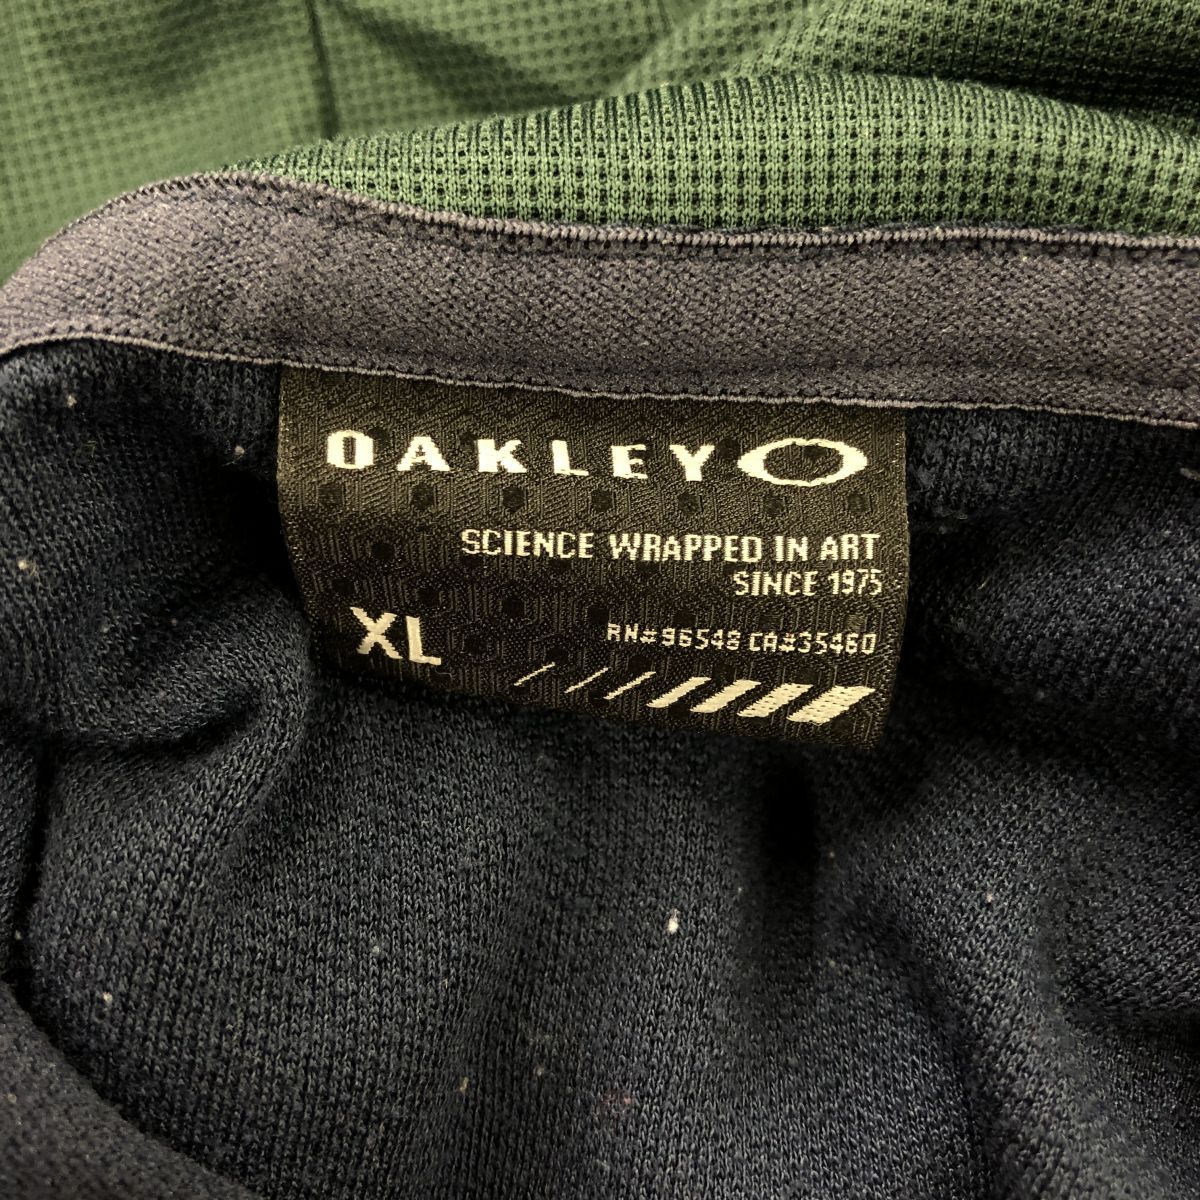 OAKLEY
SCIENCE WRAPPED IN ART
SINCE 1975
XL
RN#96548 CA#35460